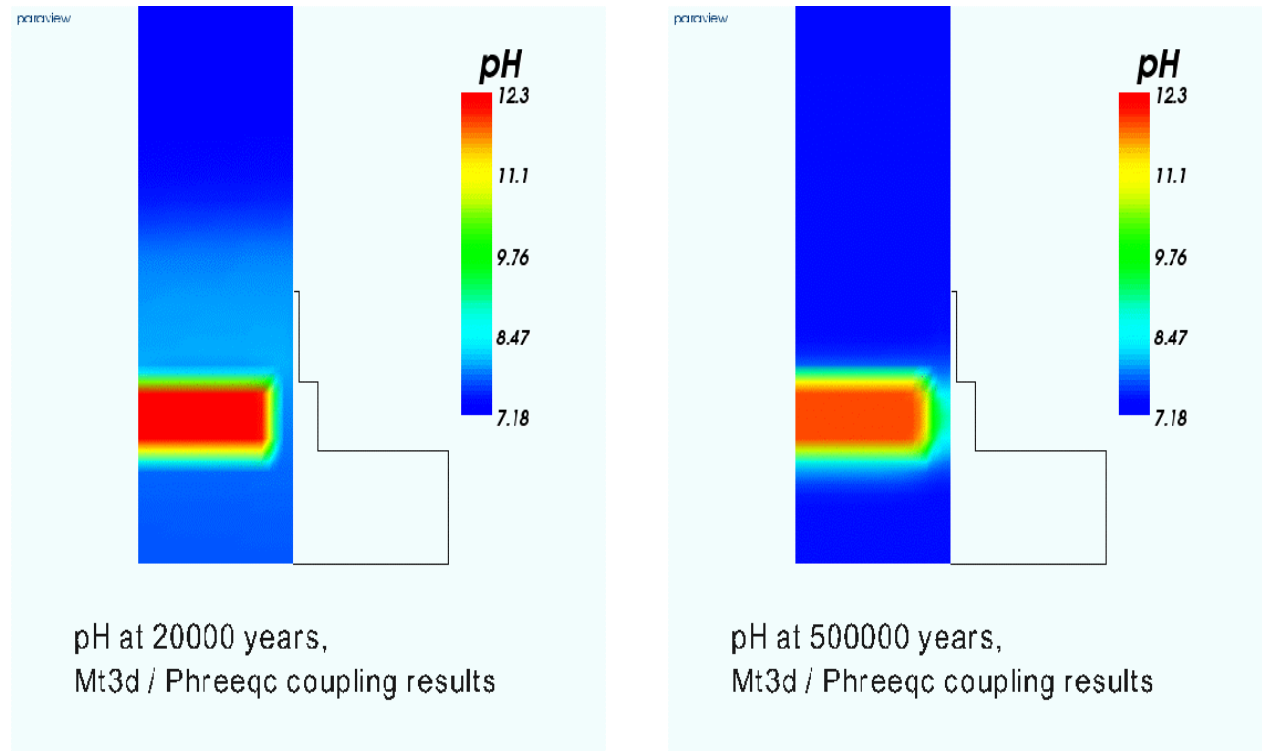 paraview
pH
12.3
11.1
9.76
8.47
7.18
pH at 20000 years,
Mt3d / Phreeqc coupling results
paraview
pH
12.3
11.1
9.76
8.47
7.18
pH at 500000 years,
Mt3d / Phreeqc coupling results